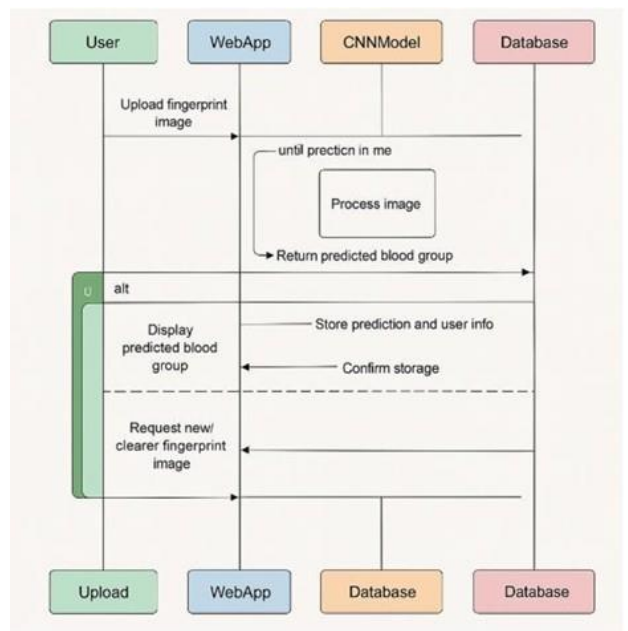 User
WebApp
CNNModel
Database
Upload fingerprint
image
until precticn in me
Process image
Return predicted blood group
U
alt
Store prediction and user info
Display
predicted blood
group
Confirm storage
Request new/
clearer fingerprint
image
Upload
WebApp
Database
Database